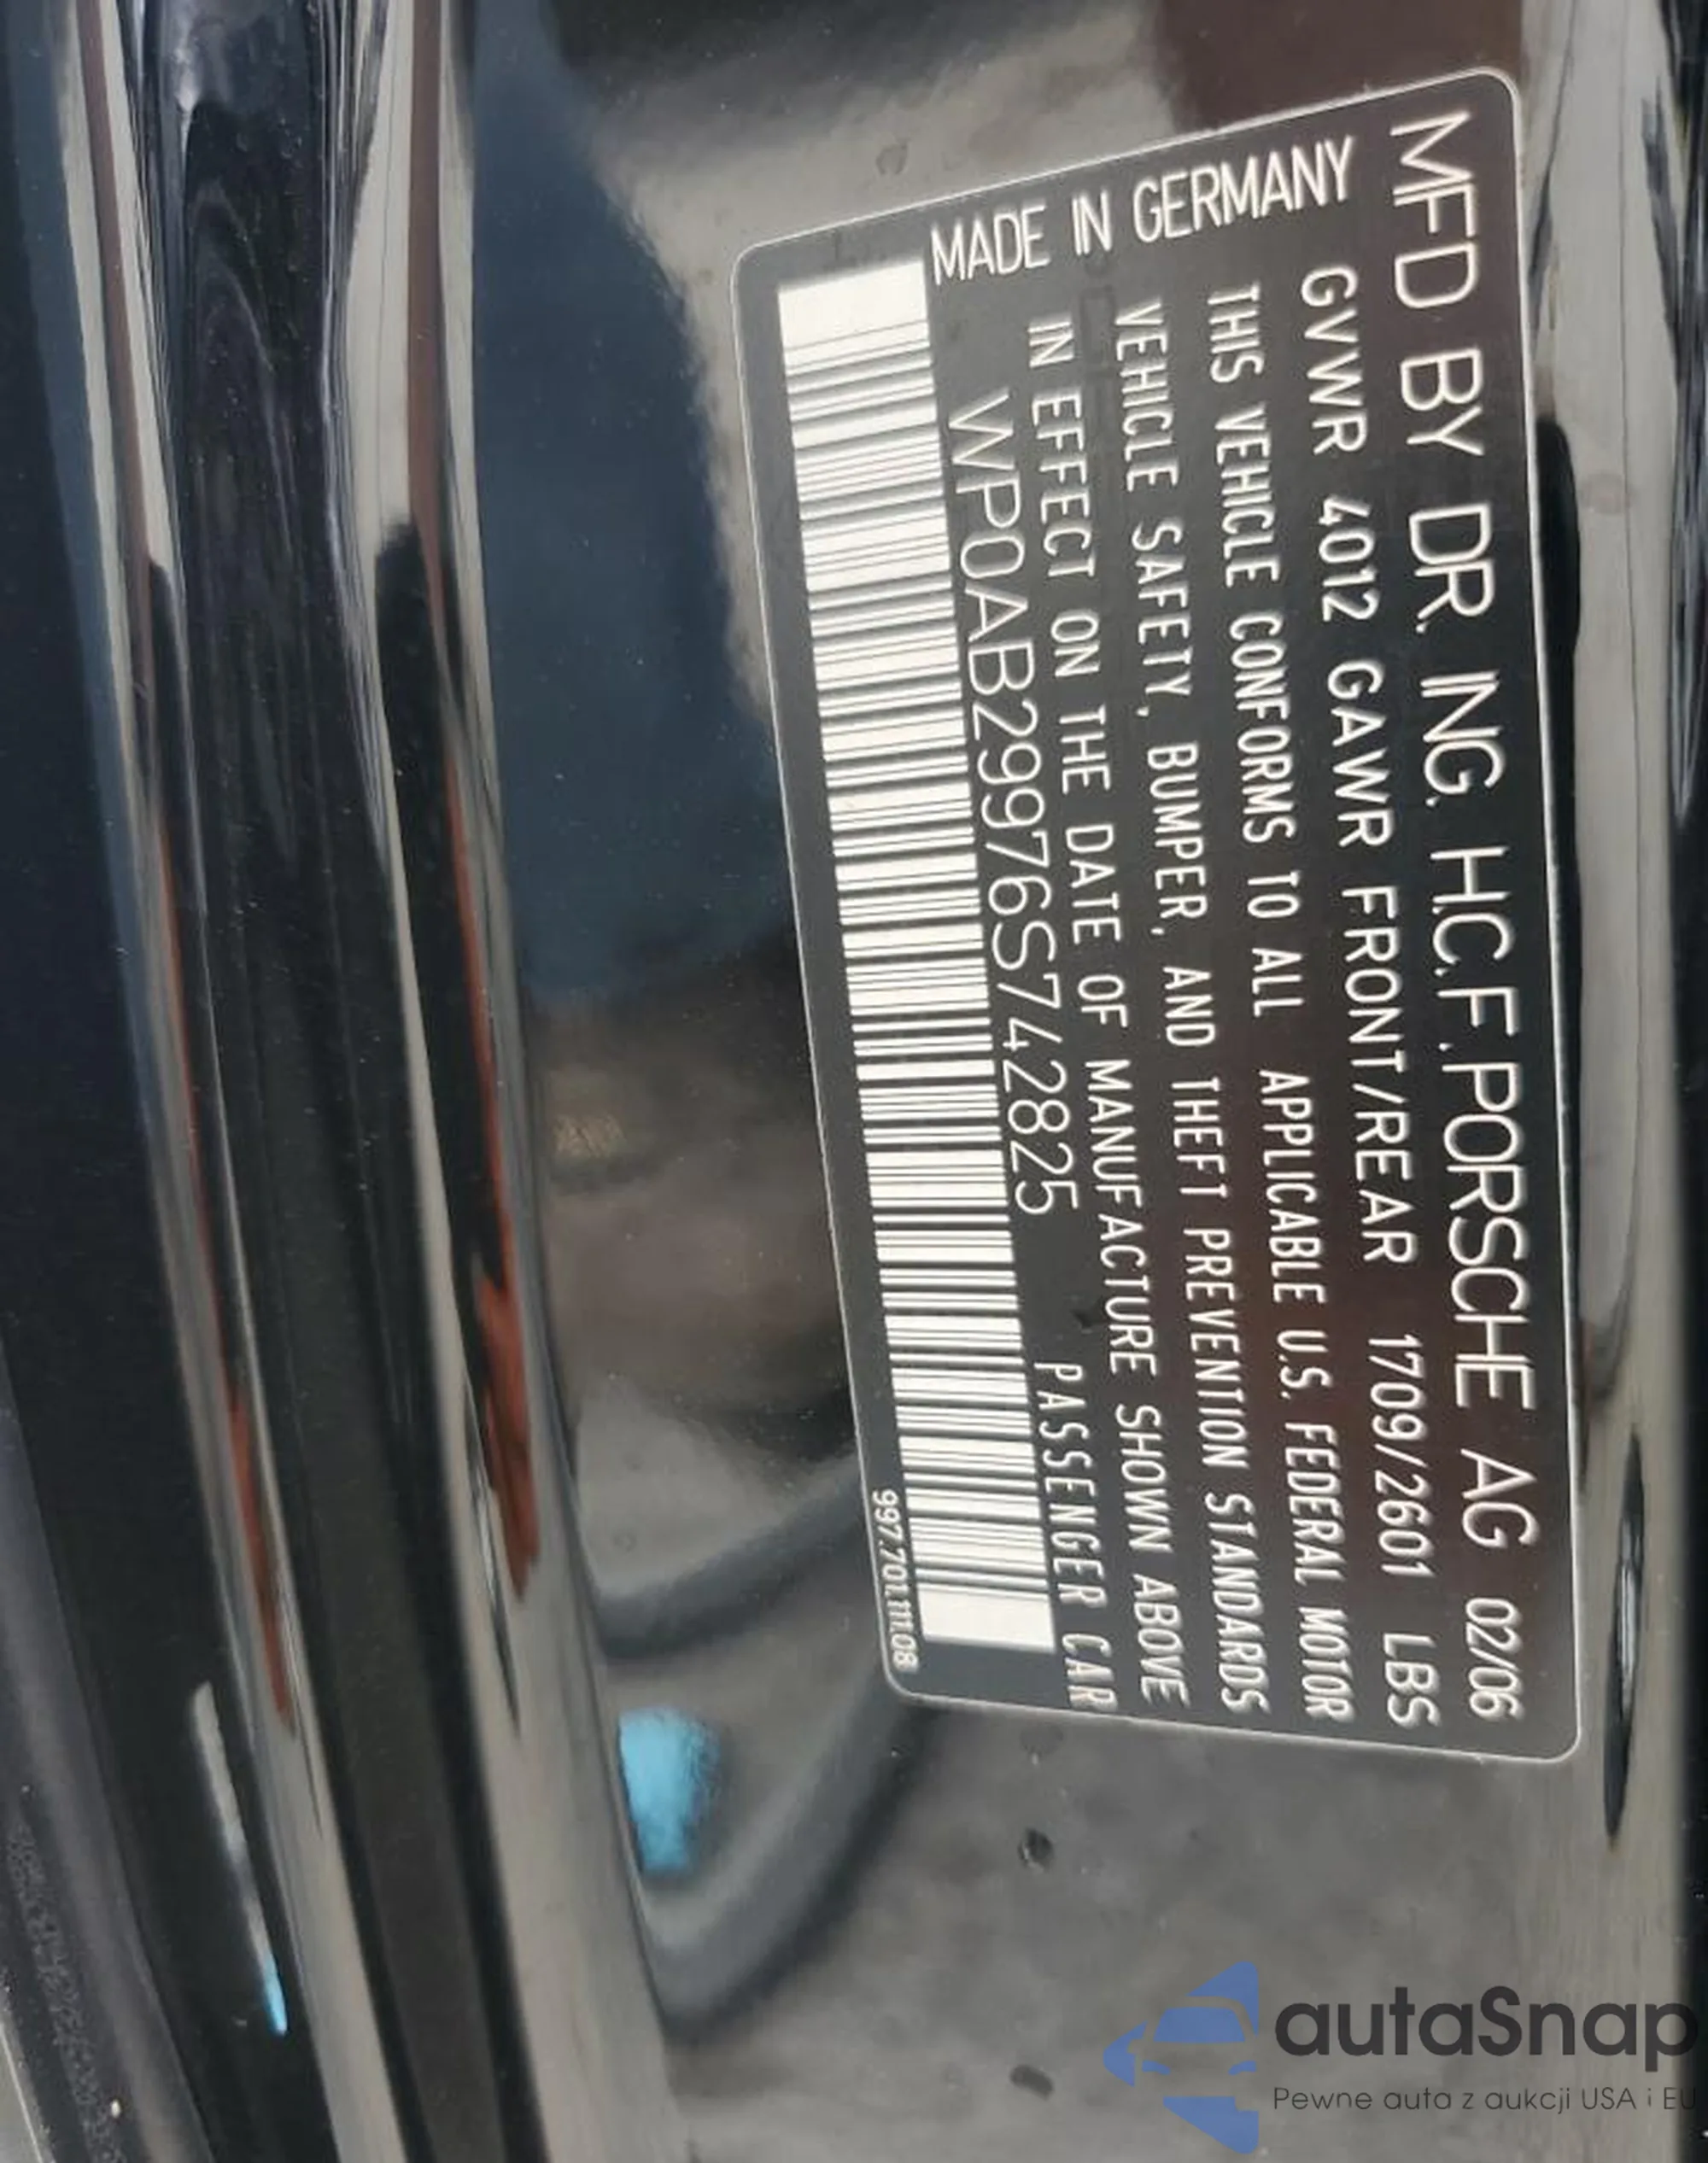 MFD BY DR. ING. H.C. F. PORSCHE AG 02/06
GVWR 4012 GAWR FRONT/REAR 1709/2601 LBS
THIS VEHICLE CONFORMS TO ALL APPLICABLE U.S. FEDERAL MOTOR
VEHICLE SAFETY, BUMPER, AND THEFT PREVENTION STANDARDS
IN EFFECT ON THE DATE OF MANUFACTURE SHOWN ABOVE
WP0AB29976S742825 PASSENGER CAR
MADE IN GERMANY
997.701.111.08
autaSnap
Pewne auta z aukcji USA i EU